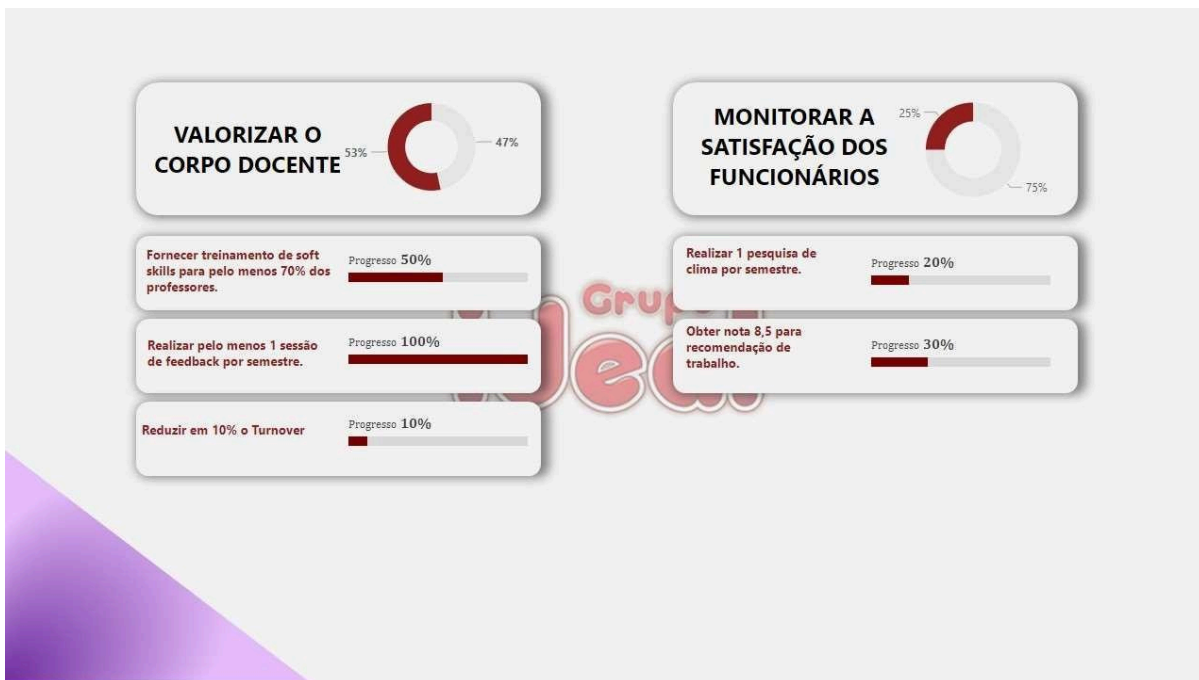 VALORIZAR O
CORPO DOCENTE
53%
47%
Fornecer treinamento de soft
skills para pelo menos 70% dos
professores.
Progresso 50%
Realizar pelo menos 1 sessão
de feedback por semestre.
Progresso 100%
Reduzir em 10% o Turnover
Progresso 10%
MONITORAR A
SATISFAÇÃO DOS
FUNCIONÁRIOS
25%
75%
Realizar 1 pesquisa de
clima por semestre.
Progresso 20%
Obter nota 8,5 para
recomendação de
trabalho.
Progresso 30%